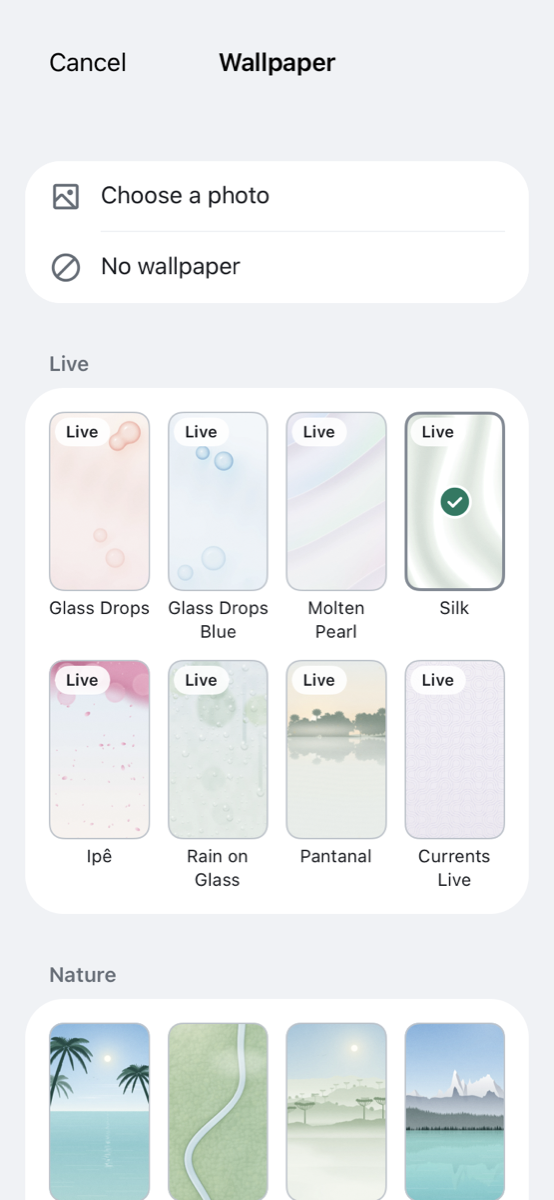 Cancel
Wallpaper
Choose a photo
No wallpaper
Live
Live
Live
Live
Live
Glass Drops
Glass Drops
Blue
Molten
Pearl
Silk
Live
Live
Live
Live
Ipê
Rain on
Glass
Pantanal
Currents
Live
Nature